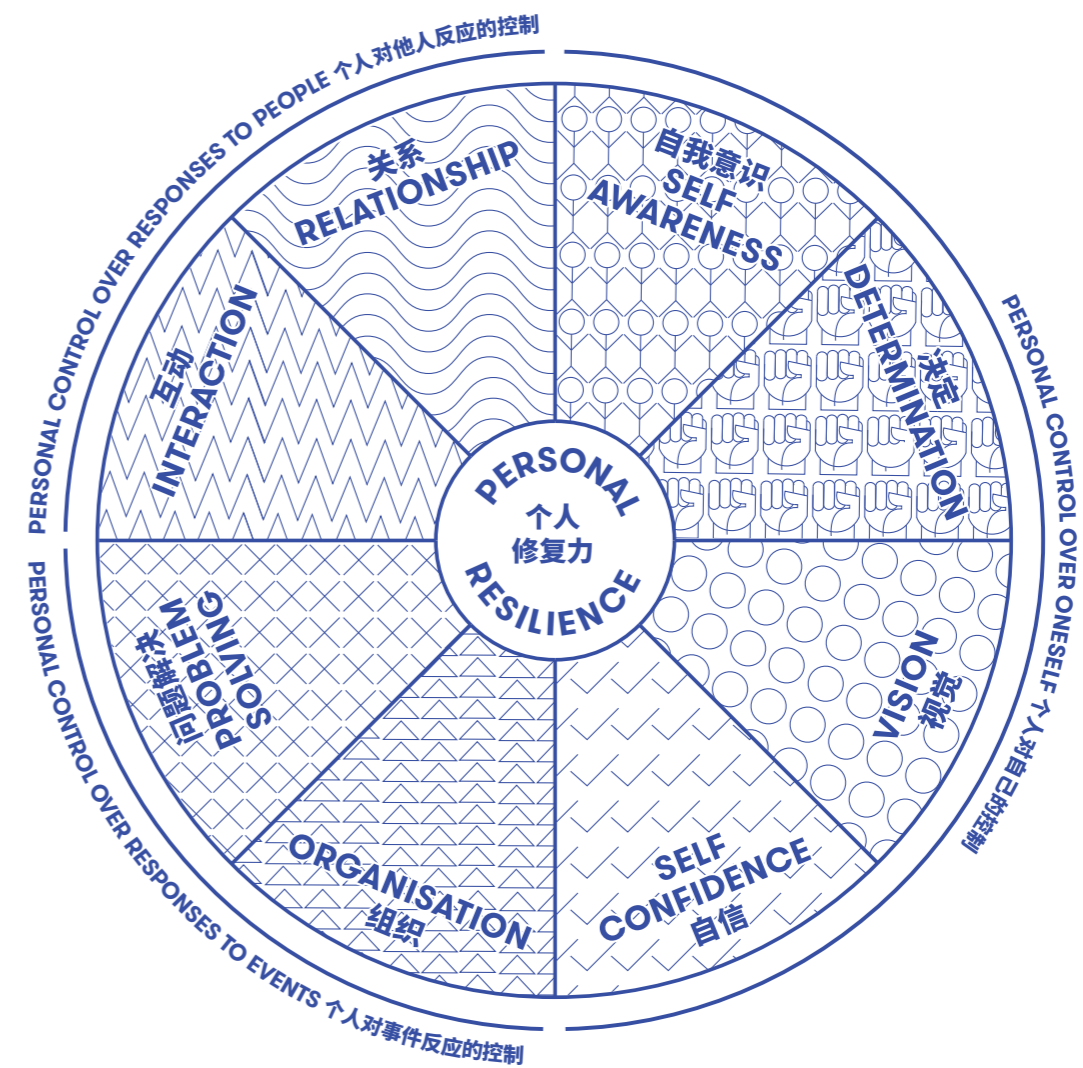 PERSONAL CONTROL OVER RESPONSES TO PEOPLE 个人对他人反应的控制
PERSONAL CONTROL OVER ONESELF 个人对自己的控制
PERSONAL CONTROL OVER RESPONSES TO EVENTS 个人对事件反应的控制
关系
RELATIONSHIP
自我意识
SELF
AWARENESS
决定
DETERMINATION
VISION
视觉
SELF
CONFIDENCE
自信
ORGANISATION
组织
问题解决
PROBLEM
SOLVING
互动
INTERACTION
PERSONAL
个人
修复力
RESILIENCE